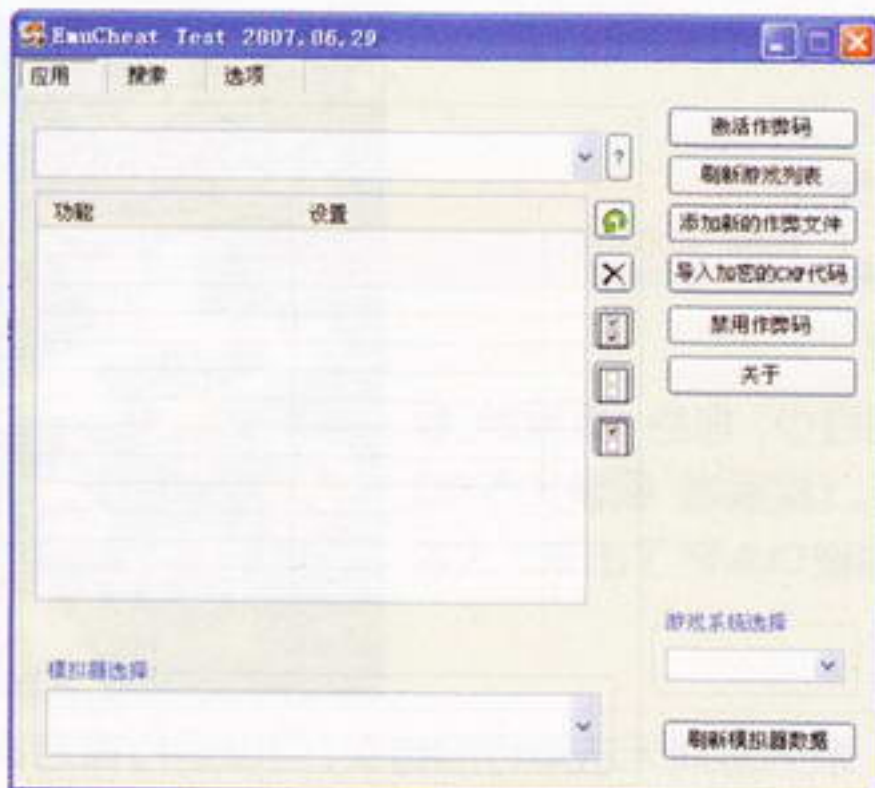 EmuCheat Test 2007.06.29
应用 搜索 选项
?
功能 设置
激活作弊码
刷新游戏列表
添加新的作弊文件
导入加密的CMF代码
禁用作弊码
关于
游戏系统选择
模拟器选择
刷新模拟器数据